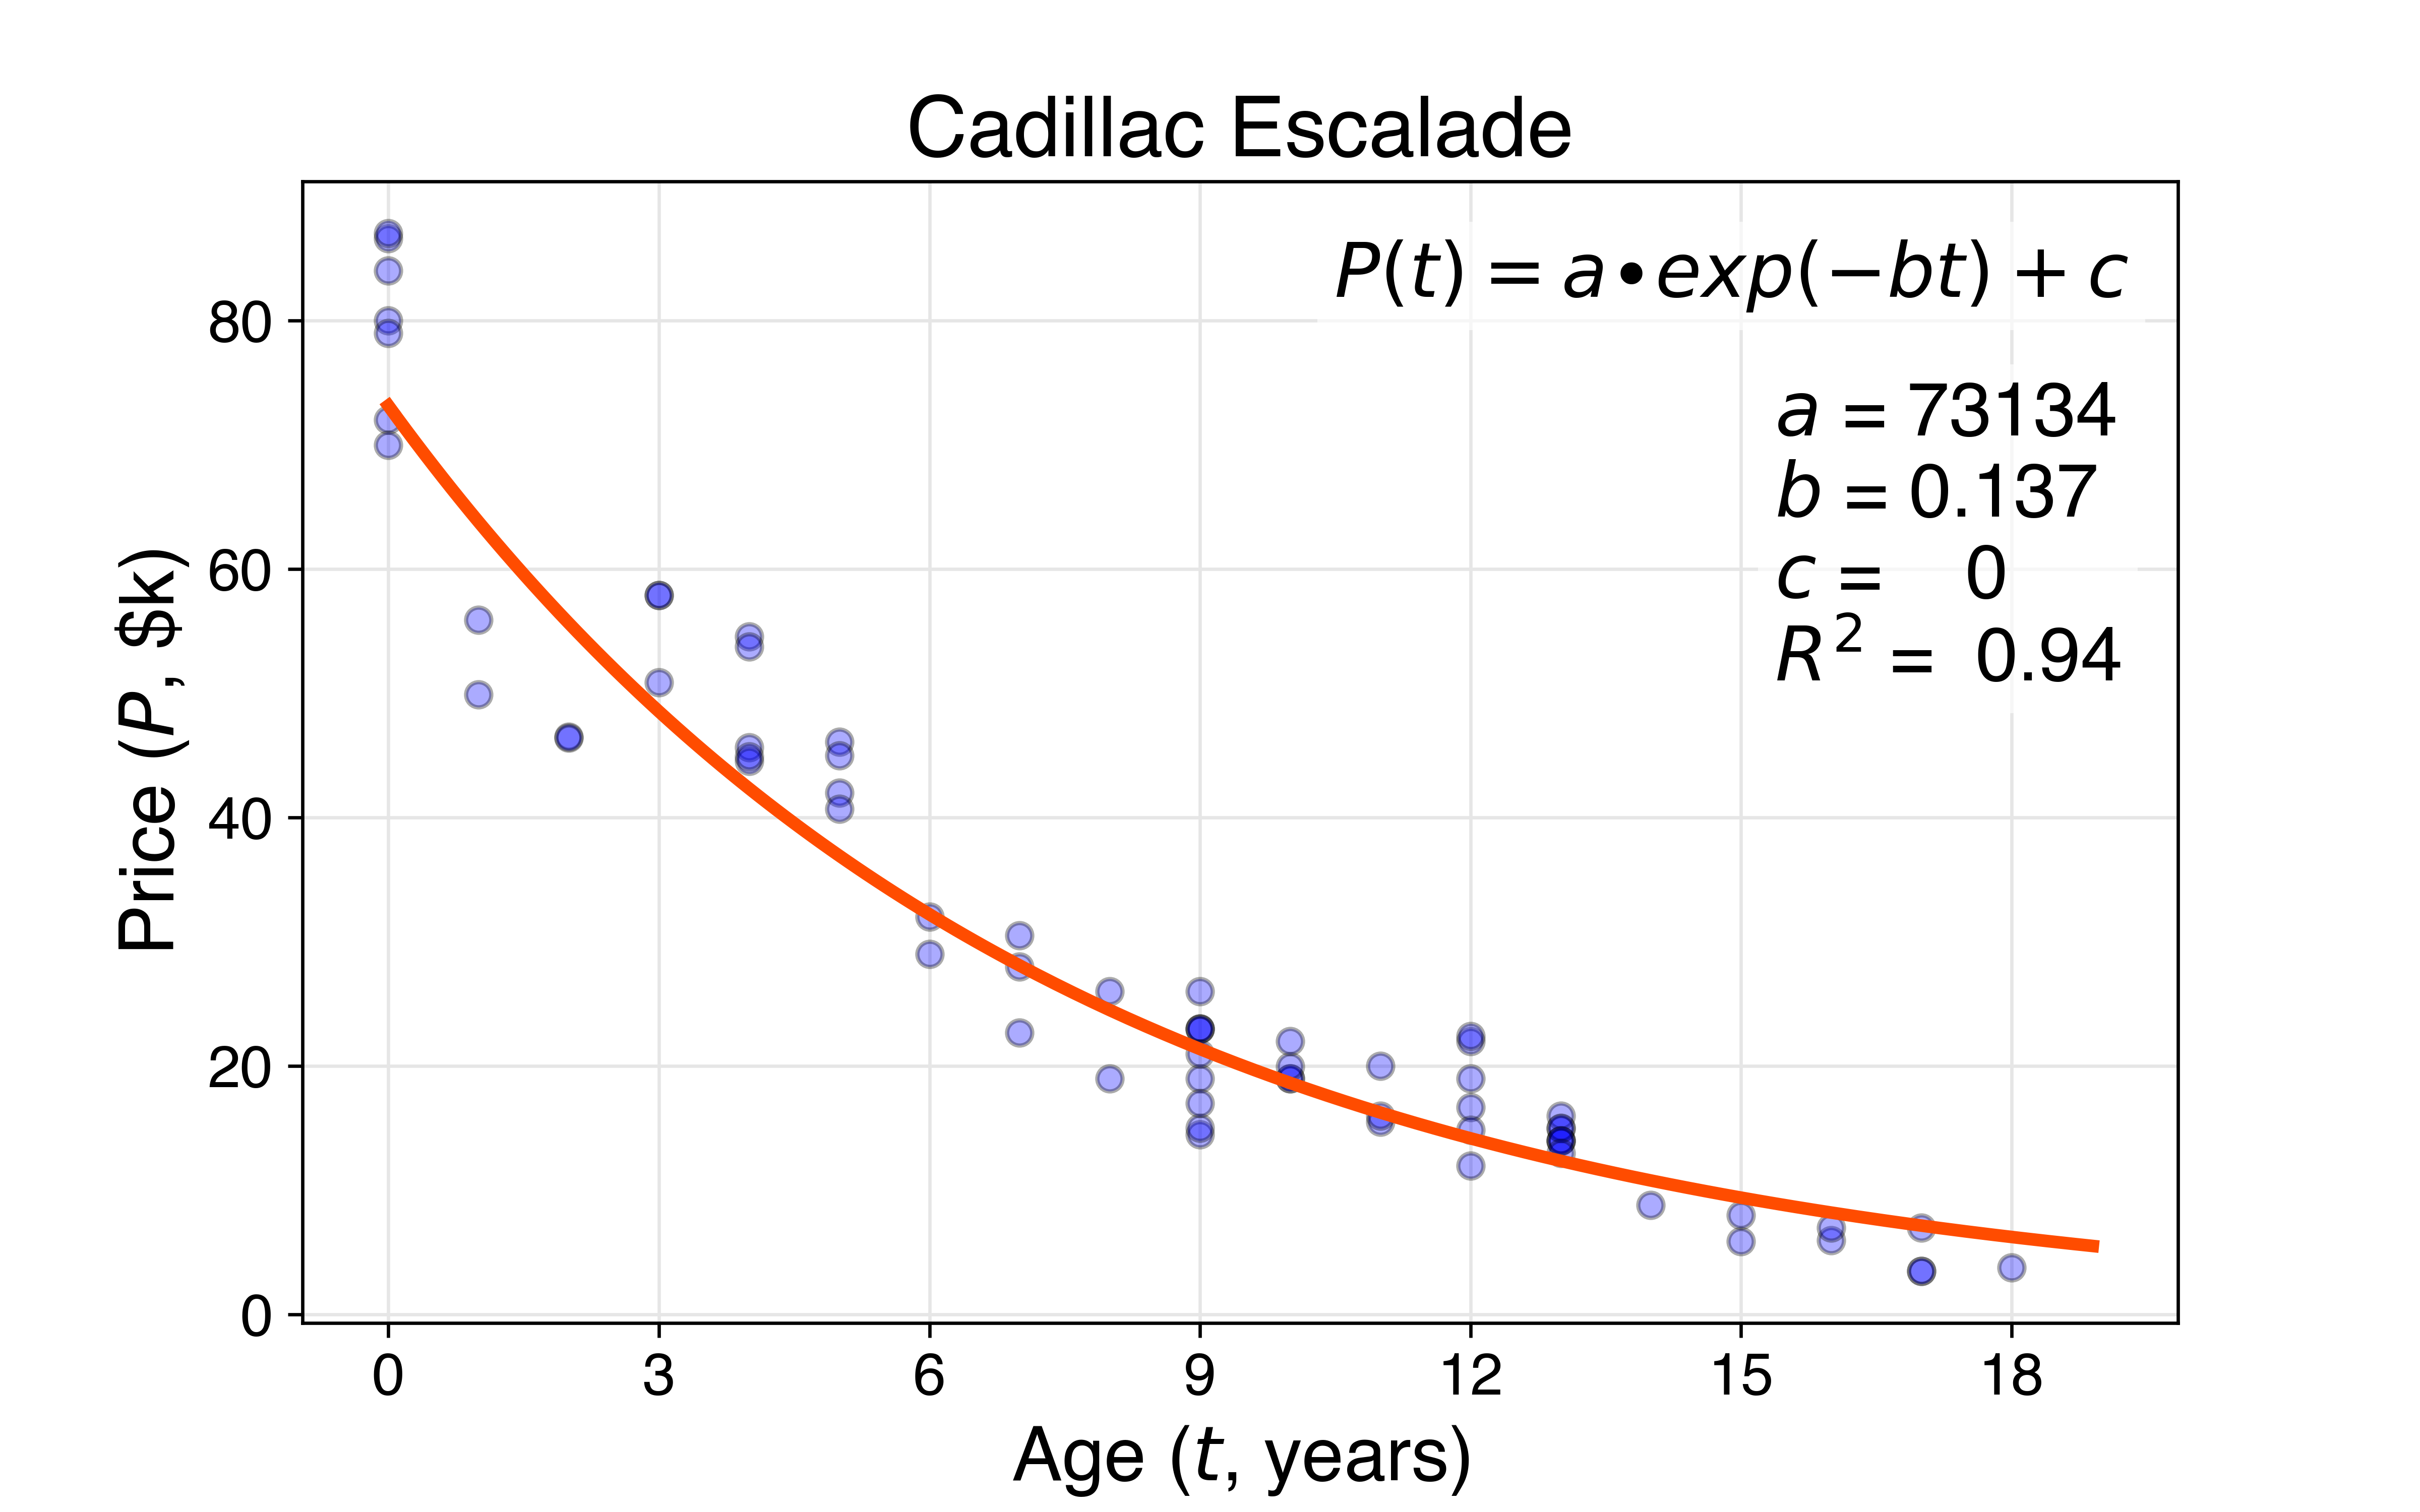 Cadillac Escalade
P(t) = a•exp(−bt) + c
a = 73134
b = 0.137
c = 0
R² = 0.94
Price (P, $k)
80
60
40
20
0
0 3 6 9 12 15 18
Age (t, years)